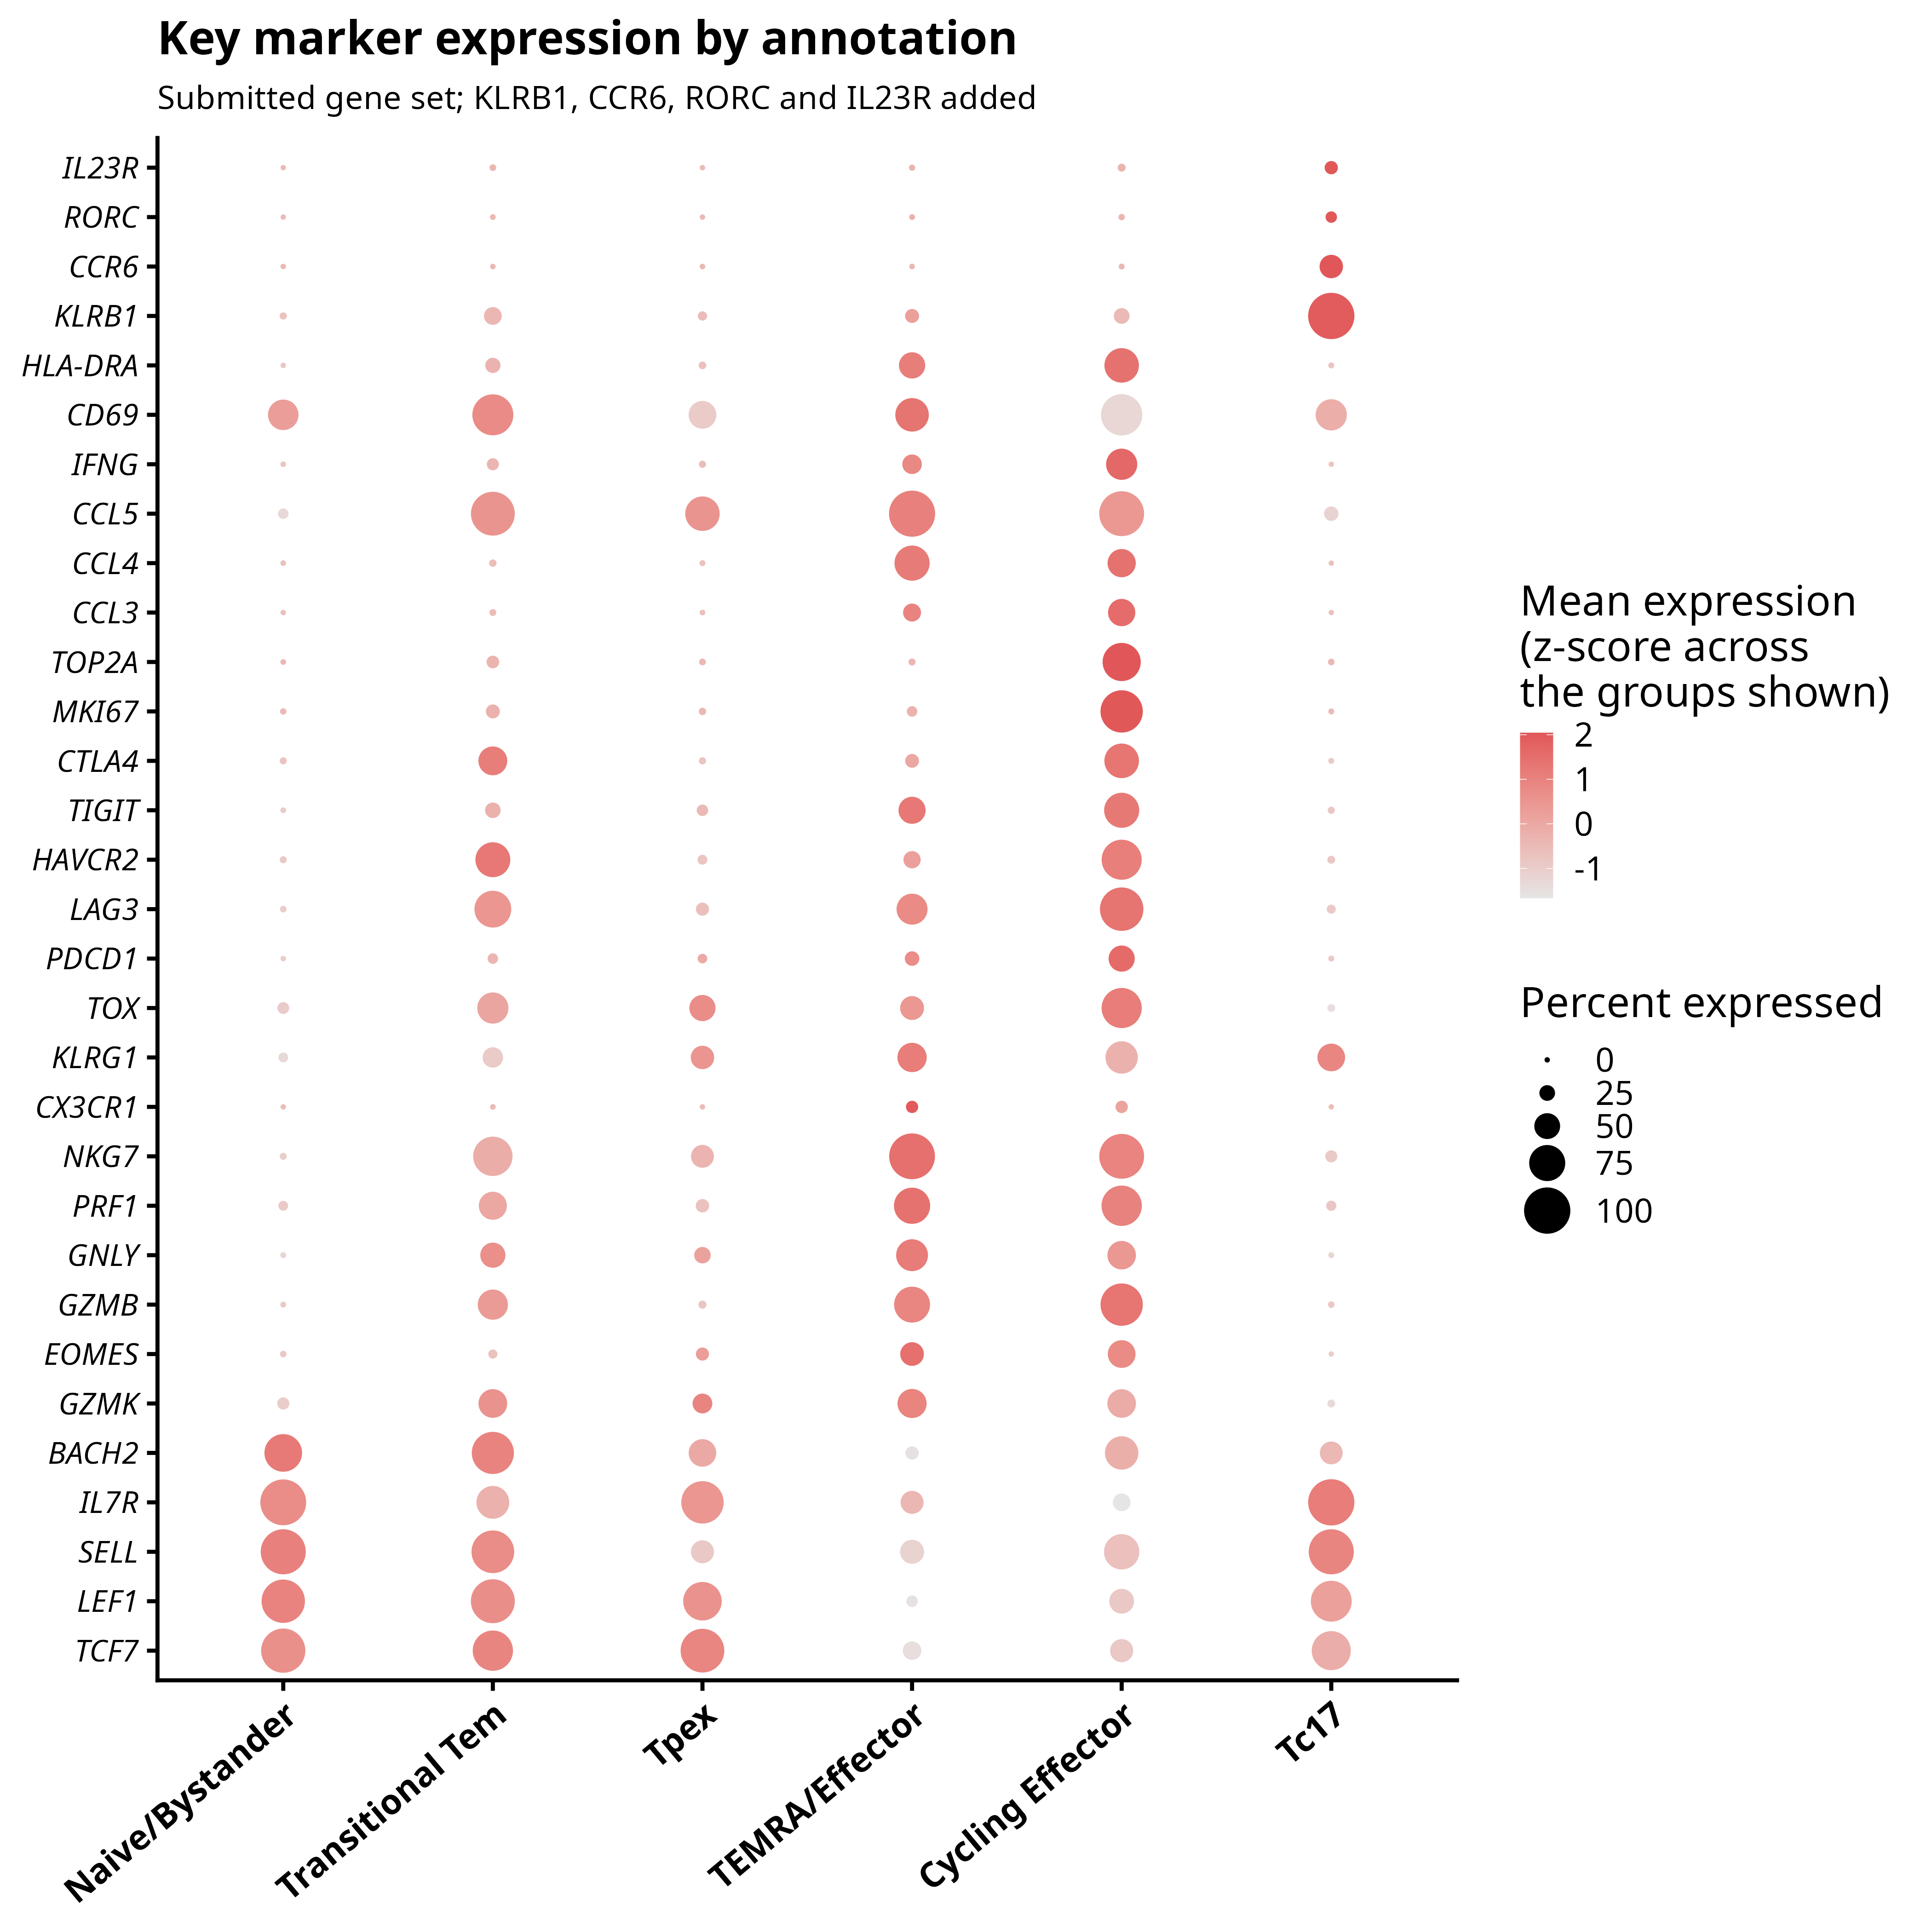 Key marker expression by annotation
Submitted gene set; KLRB1, CCR6, RORC and IL23R added
IL23R
RORC
CCR6
KLRB1
HLA-DRA
CD69
IFNG
CCL5
CCL4
CCL3
TOP2A
MKI67
CTLA4
TIGIT
HAVCR2
LAG3
PDCD1
TOX
KLRG1
CX3CR1
NKG7
PRF1
GNLY
GZMB
EOMES
GZMK
BACH2
IL7R
SELL
LEF1
TCF7
Naive/Bystander
Transitional Tem
Tpex
TEMRA/Effector
Cycling Effector
Tc17
Mean expression
(z-score across
the groups shown)
2
1
0
-1
Percent expressed
0
25
50
75
100